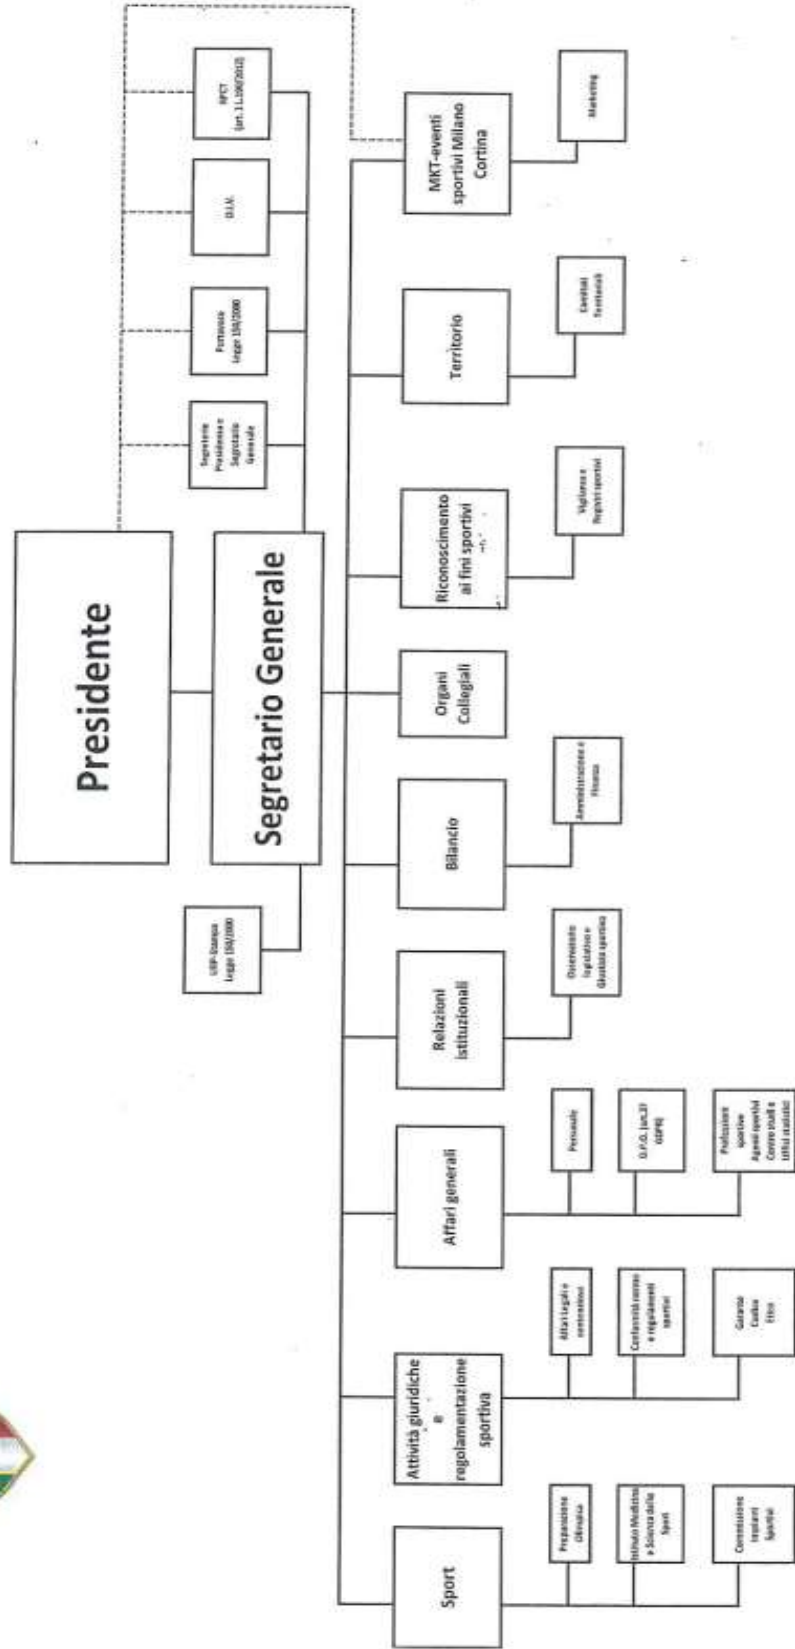 Presidente
Segretario Generale
URP-Stampa
Legge 150/2000
Segreterie
Presidenza e
Segretario
Generale
Portavoce
Legge 150/2000
O.I.V.
RPCT
(art. 1 L.190/2012)
Sport
Attività giuridiche
e
regolamentazione
sportiva
Affari generali
Relazioni
istituzionali
Bilancio
Organi
Collegiali
Riconoscimento
ai fini sportivi
Territorio
MKT-eventi
sportivi Milano
Cortina
Preparazione
Olimpica
Istituto Medicina
e Scienza dello
Sport
Commissione
Impianti
Sportivi
Affari Legali e
contenzioso
Conformità norme
e regolamenti
sportivi
Garante
Codice
Etico
Personale
D.P.O. (art.37
GDPR)
Professioni
sportive
Agenti sportivi
Centro studi e
Uffici statistici
Osservatorio
legislativo e
Giustizia sportiva
Amministrazione e
Finanza
Vigilanza e
Registri sportivi
Comitati
Territoriali
Marketing